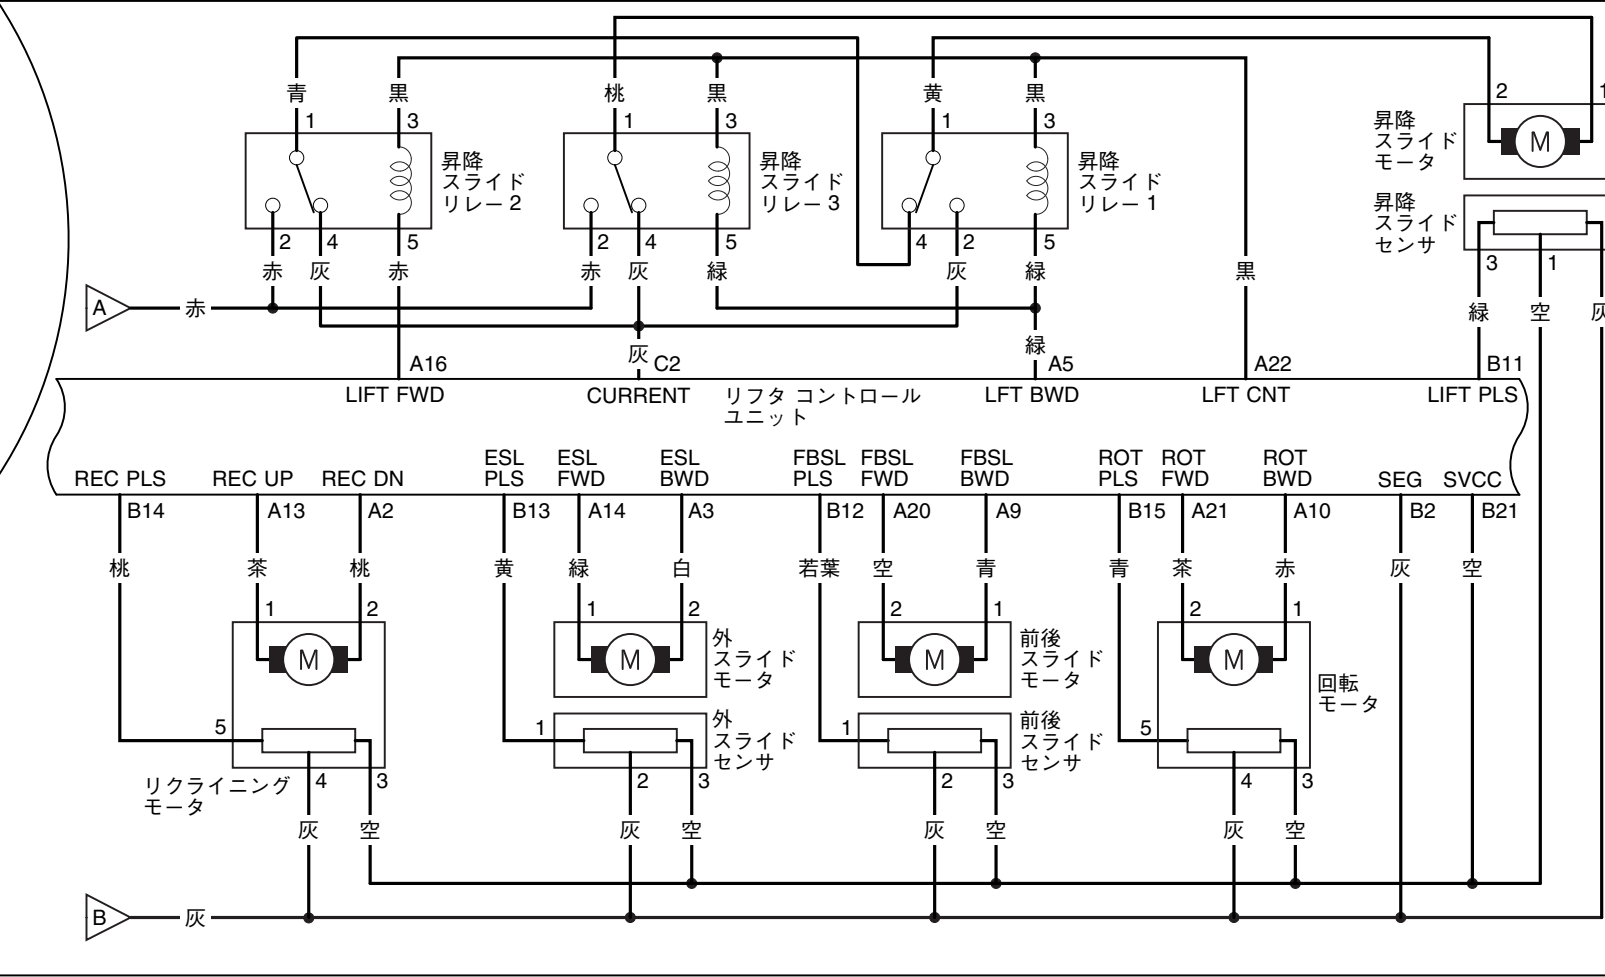 青
黒
桃
黒
黄
黒
1
3
1
3
1
3
2
1
昇降
スライド
モータ
M
昇降
スライド
リレー 2
昇降
スライド
リレー 3
昇降
スライド
リレー 1
昇降
スライド
センサ
2
4
5
2
4
5
4
2
5
3
1
赤
灰
赤
赤
灰
緑
灰
緑
黒
緑
空
灰
A
赤
灰
緑
A16
C2
A5
A22
B11
LIFT FWD
CURRENT
リフタ コントロール
ユニット
LFT BWD
LFT CNT
LIFT PLS
REC PLS
REC UP
REC DN
ESL
PLS
ESL
FWD
ESL
BWD
FBSL
PLS
FBSL
FWD
FBSL
BWD
ROT
PLS
ROT
FWD
ROT
BWD
SEG
SVCC
B14
A13
A2
B13
A14
A3
B12
A20
A9
B15
A21
A10
B2
B21
桃
茶
桃
黄
緑
白
若葉
空
青
青
茶
赤
灰
空
1
2
1
2
2
1
2
1
M
M
M
M
外
スライド
モータ
前後
スライド
モータ
回転
モータ
5
1
1
5
外
スライド
センサ
前後
スライド
センサ
リクライニング
モータ
4
3
2
3
2
3
4
3
灰
空
灰
空
灰
空
灰
空
B
灰